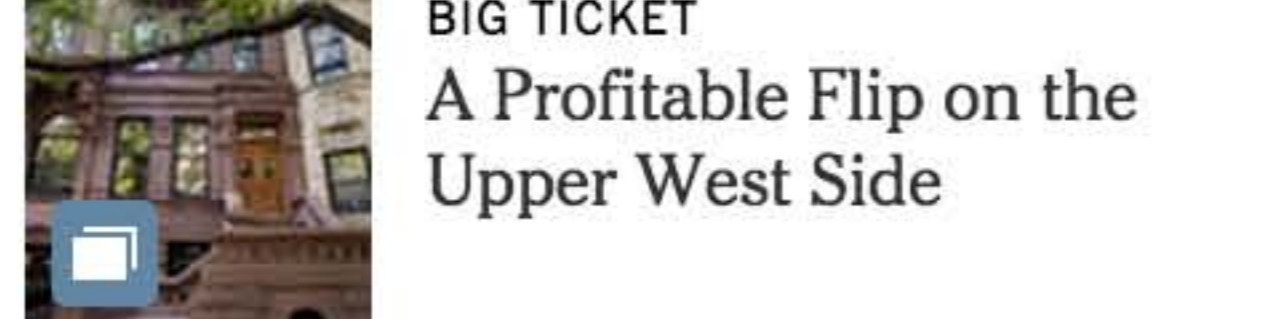 BIG TICKET
A Profitable Flip on the
Upper West Side